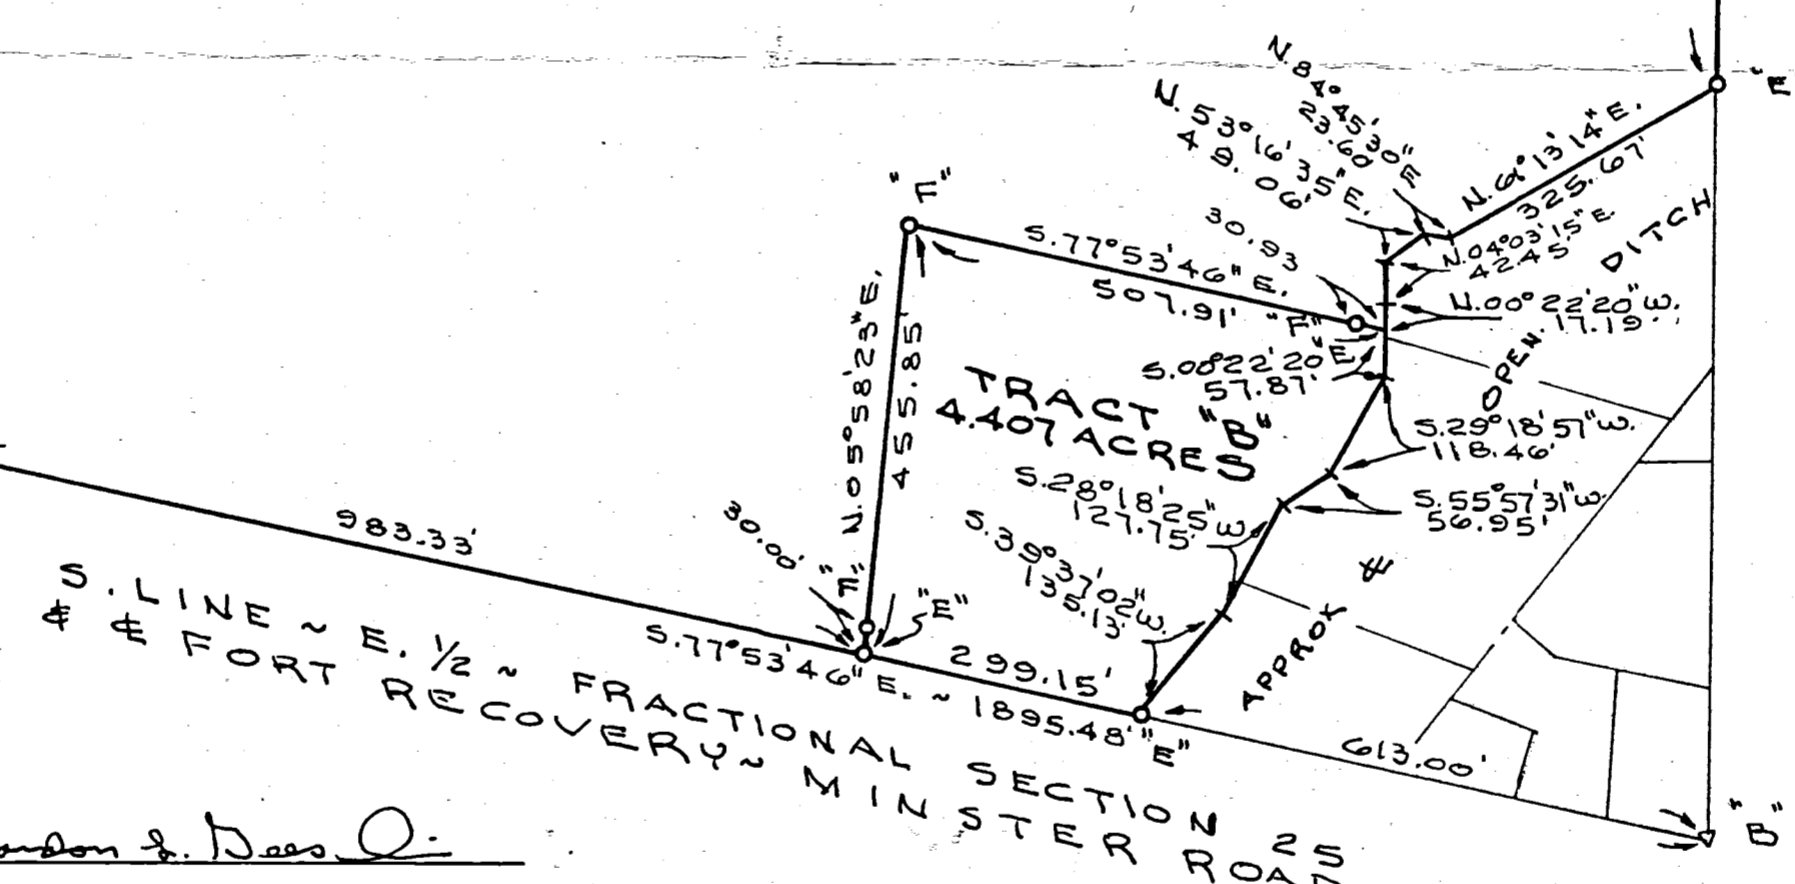 N.84°45'30"E
23.60'
N.53°16'35"E.
49.06'
"E
N.61°13'14"E.
325.67'
"F"
30.93
S.77°53'46"E.
507.91'
"F"
N.04°03'15"E.
42.45'
OPEN DITCH
N.00°22'20"W.
17.19'
S.00°22'20"E
57.87'
N.05°58'23"E.
455.85'
TRACT "B"
4.407 ACRES
S.29°18'57"W.
118.46'
S.28°18'25"W
127.75'
S.55°57'31"W.
56.95'
S.39°37'02"W.
135.13'
30.00'
"F"
"E"
983.33'
APPROX ₵
299.15'
S.77°53'46"E. ~ 1895.48'
"E"
613.00'
"B"
S. LINE ~ E. 1/2 ~ FRACTIONAL SECTION 25
& ₵ FORT RECOVERY ~ MINSTER ROAD